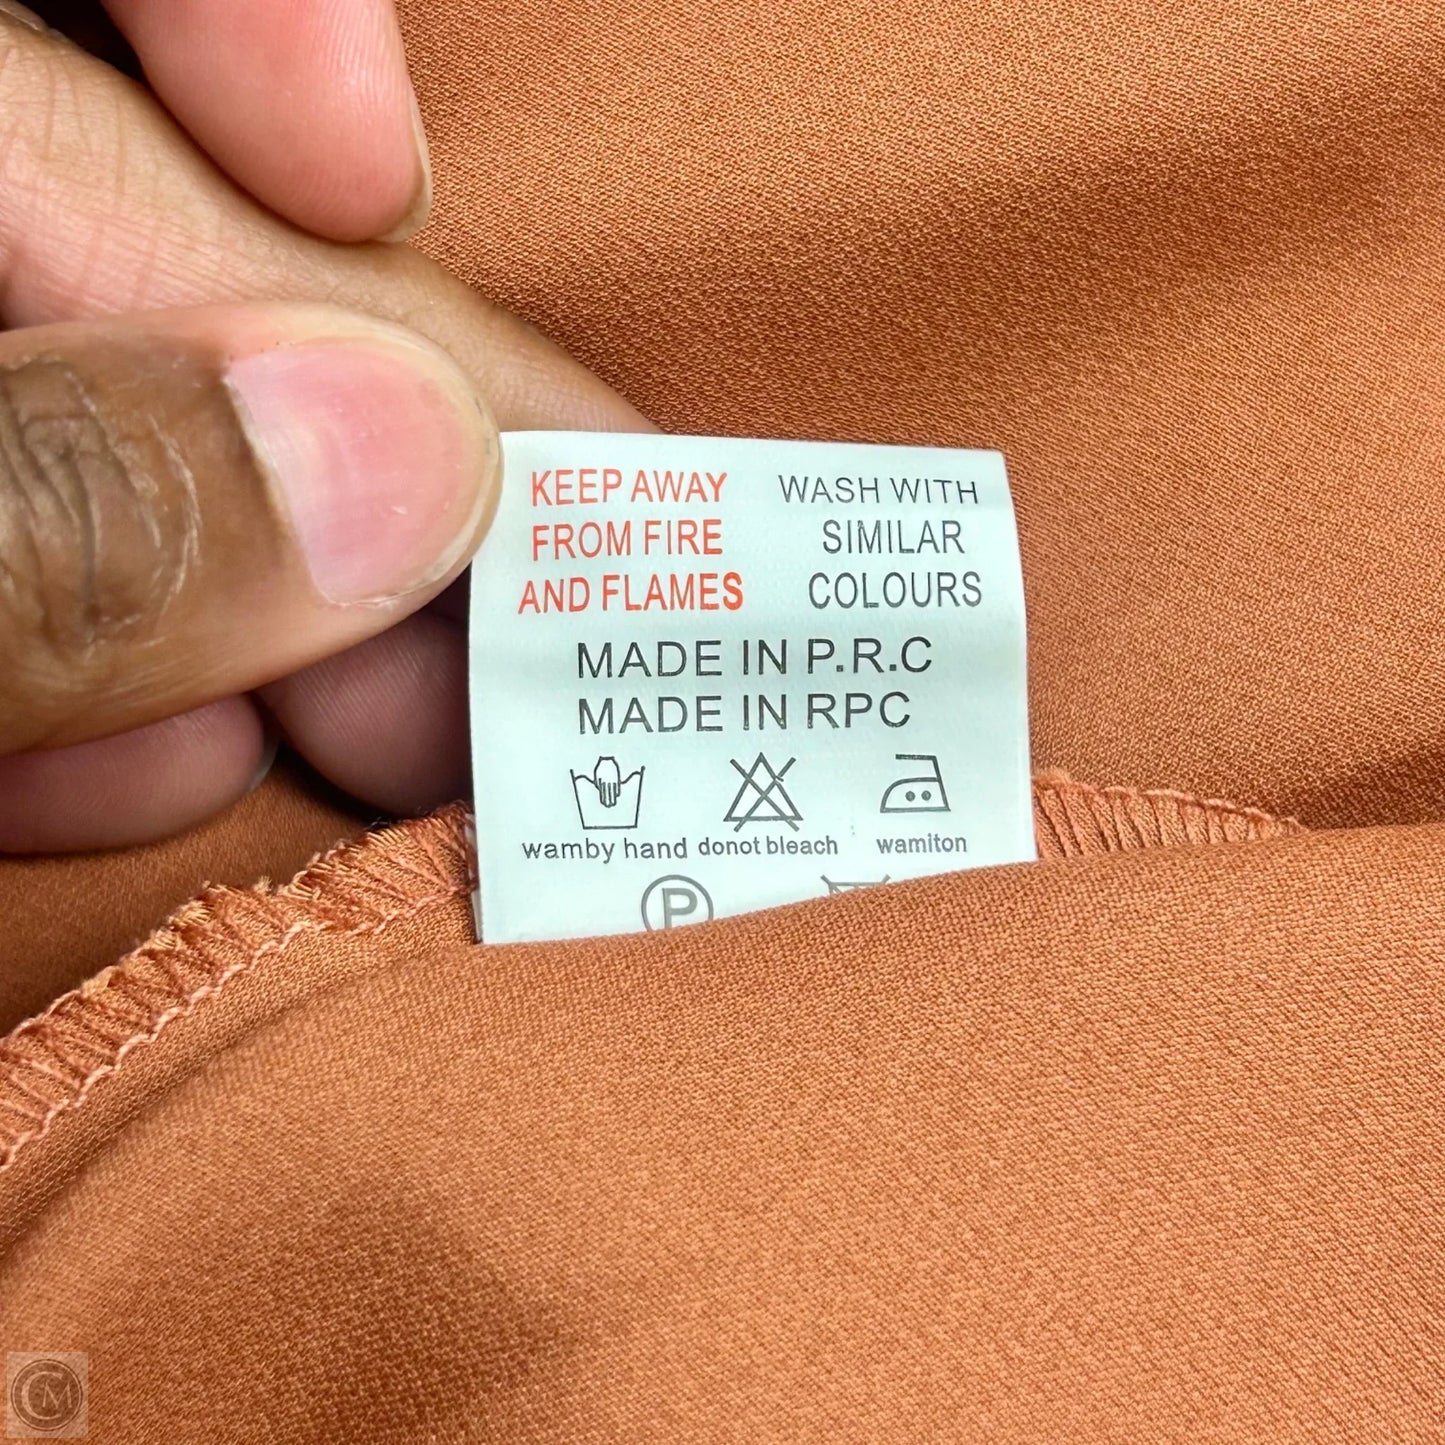 KEEP AWAY
FROM FIRE
AND FLAMES
WASH WITH
SIMILAR
COLOURS
MADE IN P.R.C
MADE IN RPC
wamby hand donot bleach wamiton
P
CM